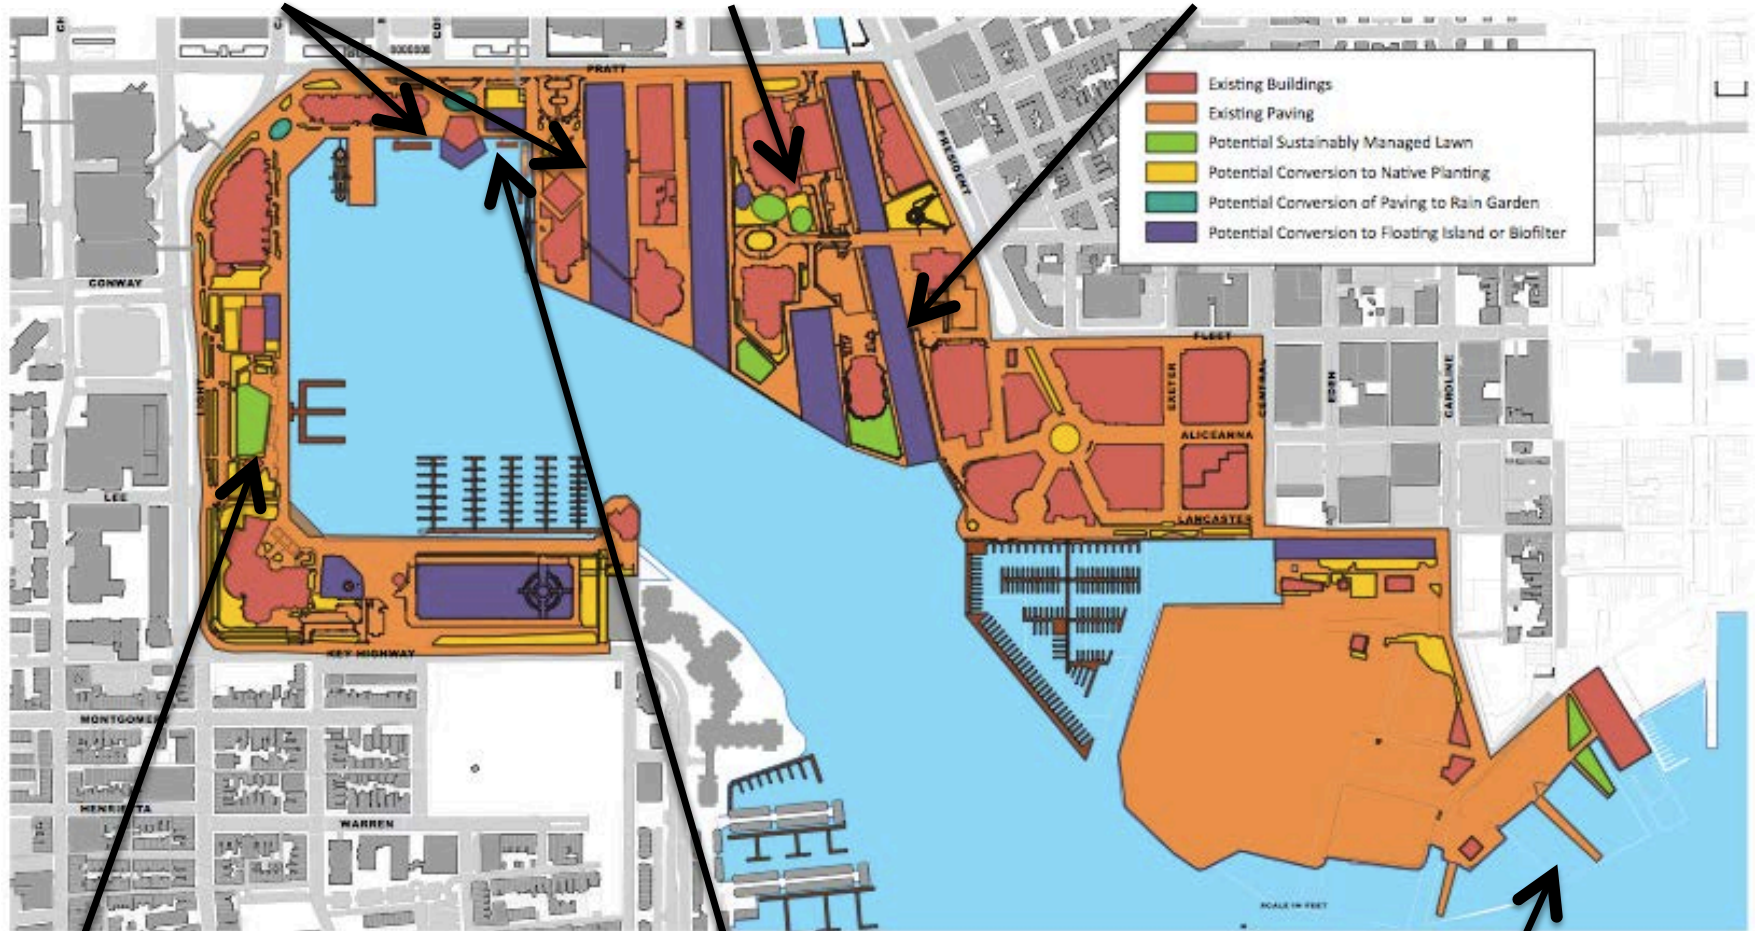 PRATT
Existing Buildings
Existing Paving
PRESIDENT
Potential Sustainably Managed Lawn
Potential Conversion to Native Planting
Potential Conversion of Paving to Rain Garden
Potential Conversion to Floating Island or Biofilter
CONWAY
FLEET
LIGHT
EXETER
CENTRAL
EDEN
CAROLINE
ALICEANNA
LEE
LANCASTER
KEY HIGHWAY
MONTGOMERY
HENRIETTA
WARREN
SCALE IN FEET